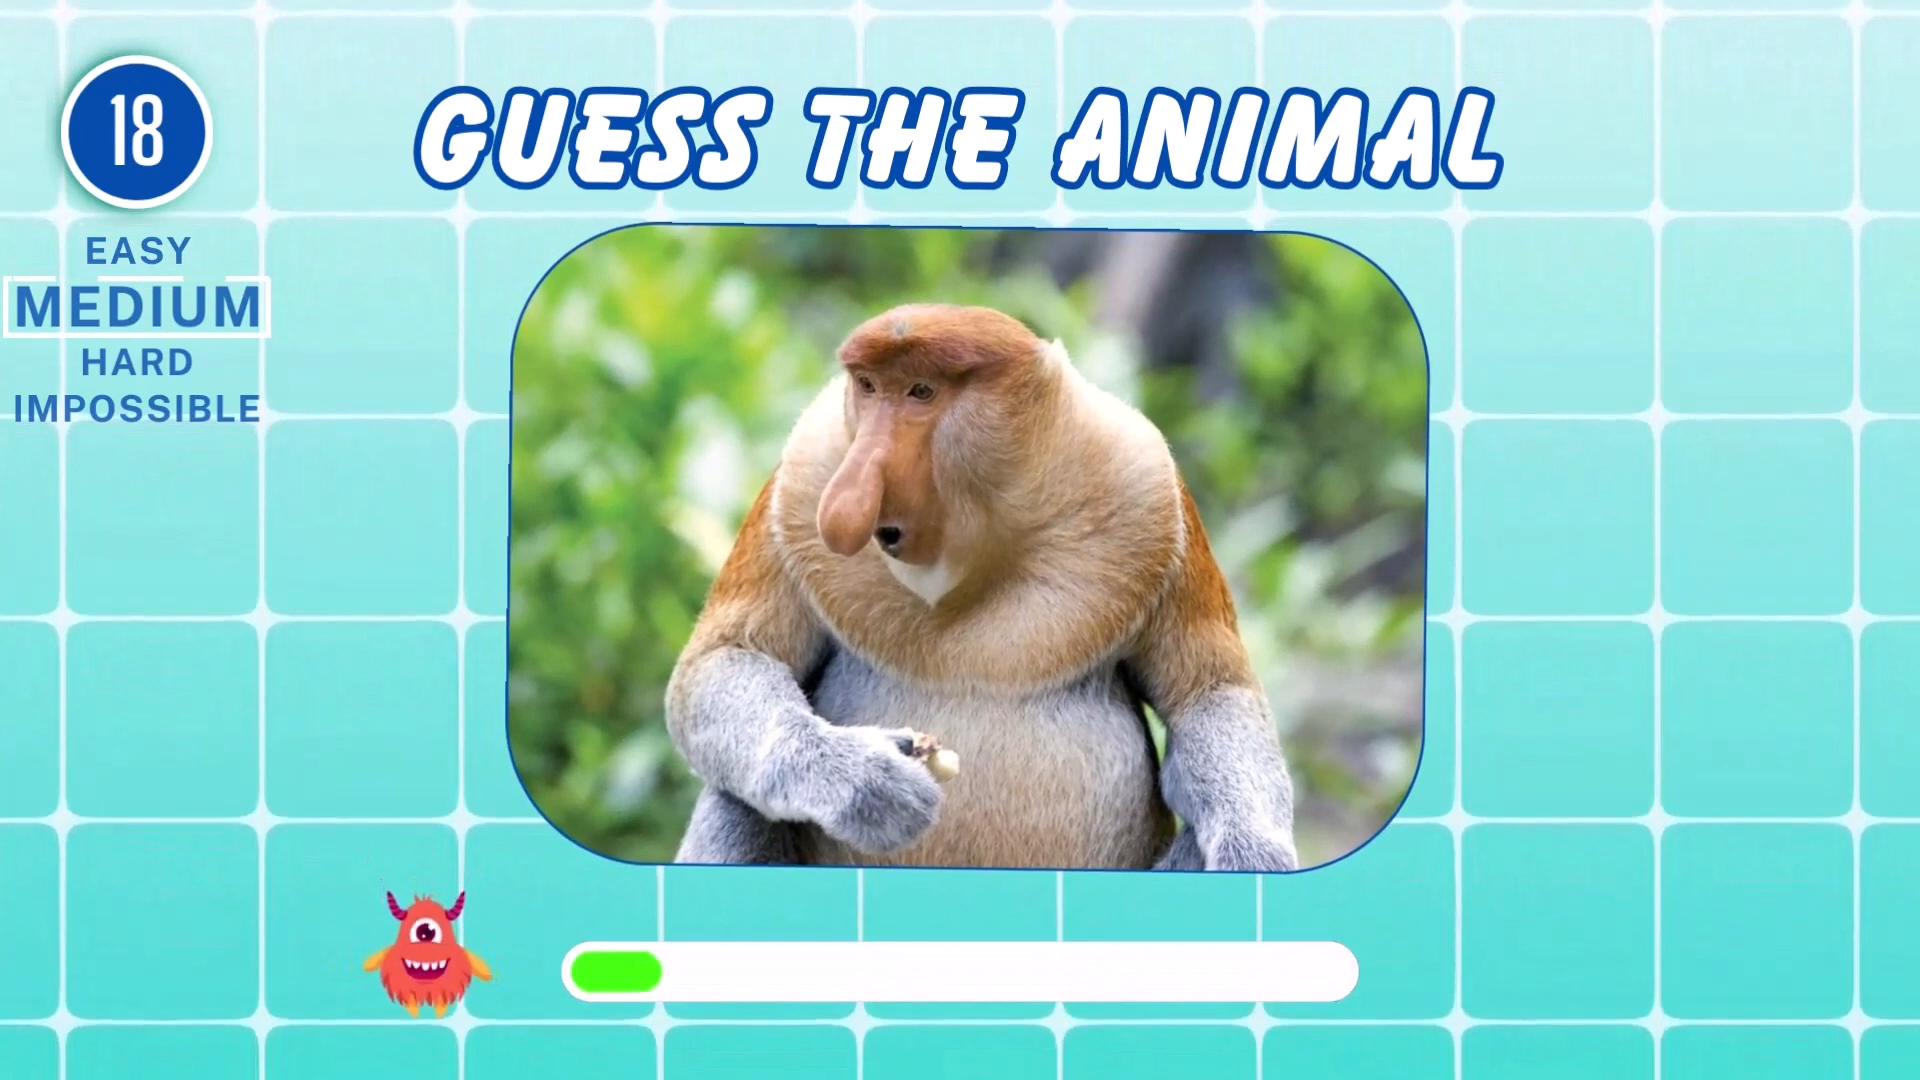 18
GUESS THE ANIMAL
EASY
MEDIUM
HARD
IMPOSSIBLE